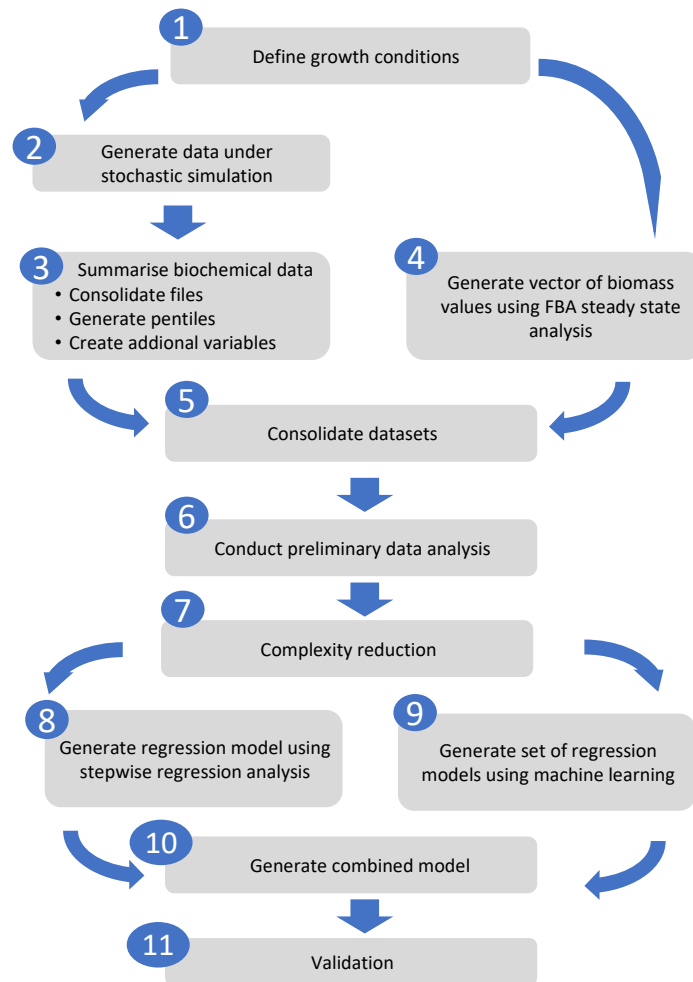 1
Define growth conditions
2
Generate data under
stochastic simulation
3
Summarise biochemical data
• Consolidate files
• Generate pentiles
• Create addional variables
4
Generate vector of biomass
values using FBA steady state
analysis
5
Consolidate datasets
6
Conduct preliminary data analysis
7
Complexity reduction
8
Generate regression model using
stepwise regression analysis
9
Generate set of regression
models using machine learning
10
Generate combined model
11
Validation